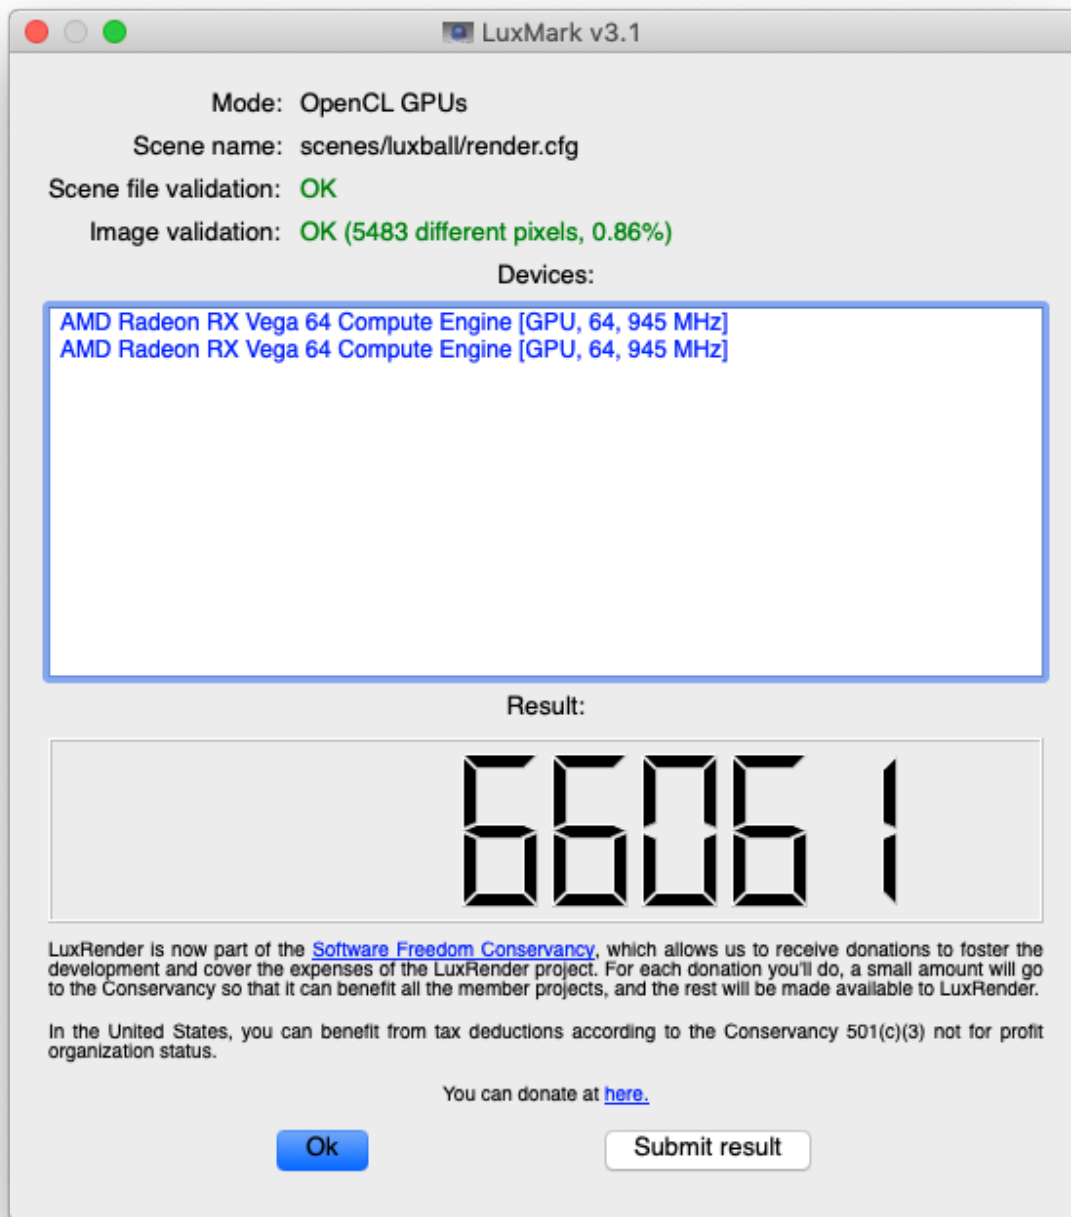 LuxMark v3.1
Mode: OpenCL GPUs
Scene name: scenes/luxball/render.cfg
Scene file validation: OK
Image validation: OK (5483 different pixels, 0.86%)
Devices:
AMD Radeon RX Vega 64 Compute Engine [GPU, 64, 945 MHz]
AMD Radeon RX Vega 64 Compute Engine [GPU, 64, 945 MHz]
Result:
66061
LuxRender is now part of the Software Freedom Conservancy, which allows us to receive donations to foster the
development and cover the expenses of the LuxRender project. For each donation you'll do, a small amount will go
to the Conservancy so that it can benefit all the member projects, and the rest will be made available to LuxRender.
In the United States, you can benefit from tax deductions according to the Conservancy 501(c)(3) not for profit
organization status.
You can donate at here.
Ok
Submit result